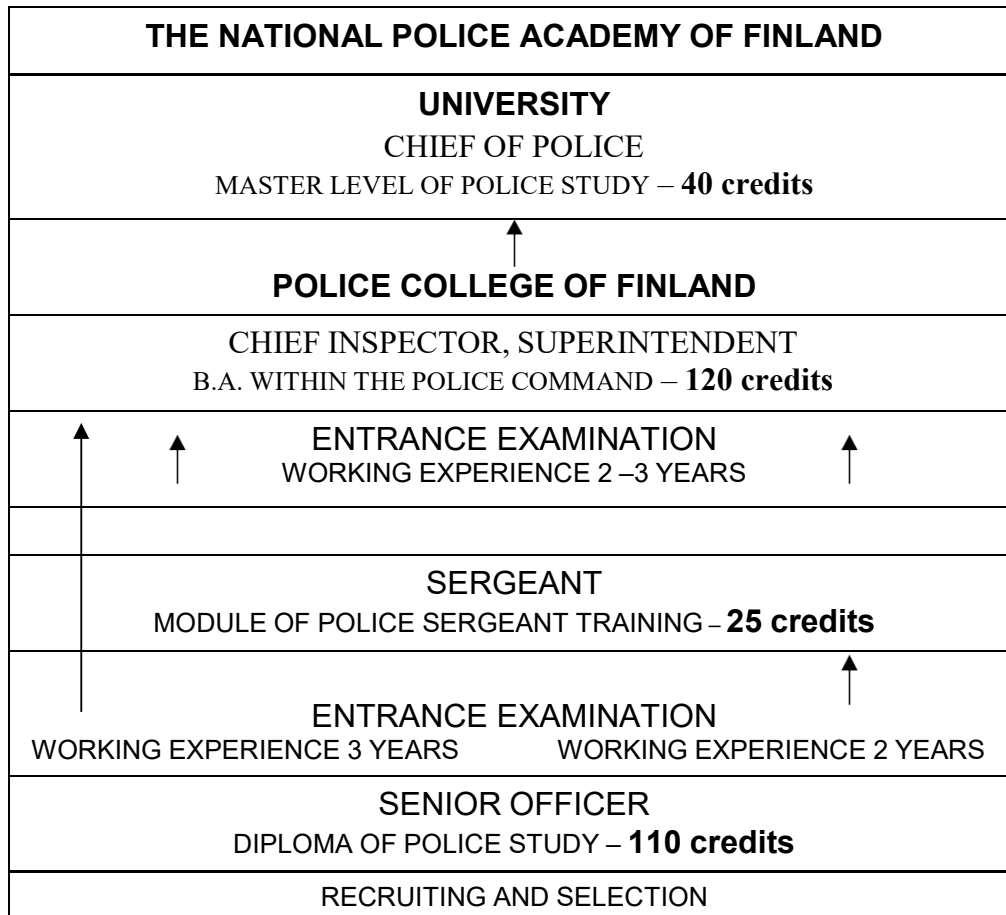 THE NATIONAL POLICE ACADEMY OF FINLAND
UNIVERSITY
CHIEF OF POLICE
MASTER LEVEL OF POLICE STUDY – 40 credits
POLICE COLLEGE OF FINLAND
CHIEF INSPECTOR, SUPERINTENDENT
B.A. WITHIN THE POLICE COMMAND – 120 credits
ENTRANCE EXAMINATION
WORKING EXPERIENCE 2 –3 YEARS
SERGEANT
MODULE OF POLICE SERGEANT TRAINING – 25 credits
ENTRANCE EXAMINATION
WORKING EXPERIENCE 3 YEARS WORKING EXPERIENCE 2 YEARS
SENIOR OFFICER
DIPLOMA OF POLICE STUDY – 110 credits
RECRUITING AND SELECTION